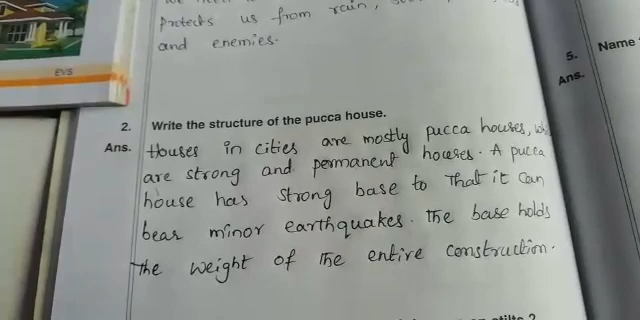 protects us from rain,
and enemies.
EVS
5. Name
Ans.
2. Write the structure of the pucca house.
Ans. Houses in cities are mostly pucca houses,
are strong and permanent houses. A pucca
house has strong base to that it can
bear minor earthquakes. The base holds
the weight of the entire construction.
stilts ?